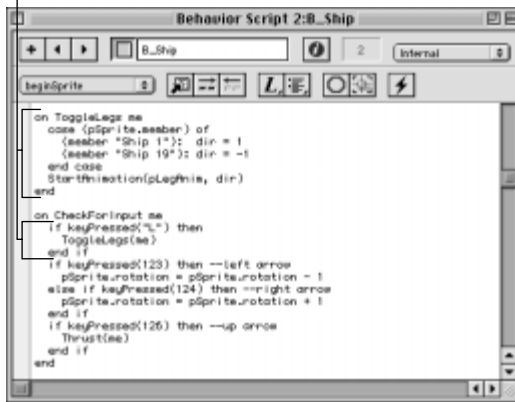 Behavior Script 2:B_Ship
B_Ship
2
Internal
beginSprite
L
on ToggleLegs me
case (pSprite.member) of
(member "Ship 1"): dir = 1
(member "Ship 19"): dir = -1
end case
StartAnimation(pLegAnim, dir)
end
on CheckForInput me
if keyPressed("L") then
ToggleLegs(me)
end if
if keyPressed(123) then --left arrow
pSprite.rotation = pSprite.rotation - 1
else if keyPressed(124) then --right arrow
pSprite.rotation = pSprite.rotation + 1
end if
if keyPressed(126) then --up arrow
Thrust(me)
end if
end